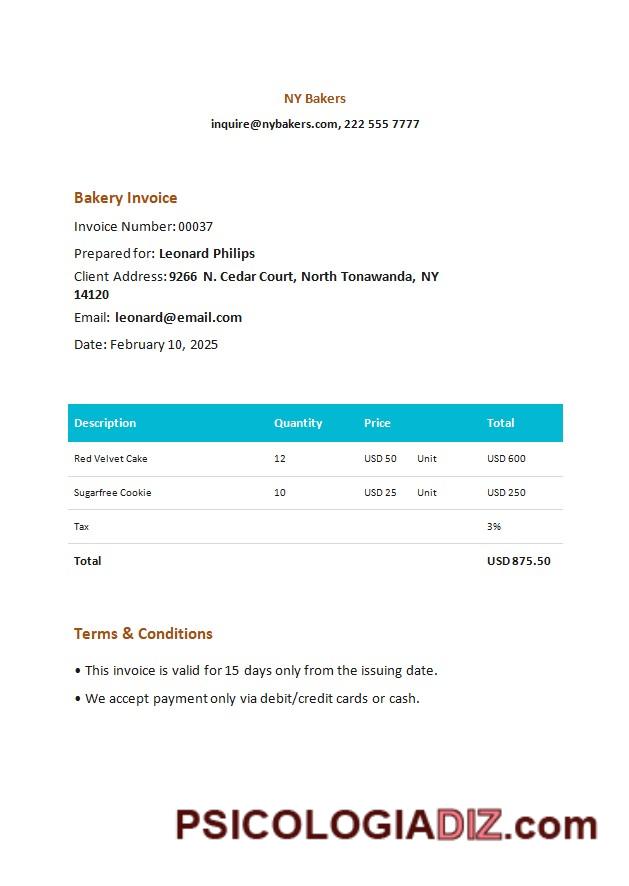 NY Bakers
inquire@nybakers.com, 222 555 7777
Bakery Invoice
Invoice Number: 00037
Prepared for: Leonard Philips
Client Address: 9266 N. Cedar Court, North Tonawanda, NY
14120
Email: leonard@email.com
Date: February 10, 2025
Description Quantity Price Total
Red Velvet Cake 12 USD 50 Unit USD 600
Sugarfree Cookie 10 USD 25 Unit USD 250
Tax 3%
Total USD 875.50
Terms & Conditions
• This invoice is valid for 15 days only from the issuing date.
• We accept payment only via debit/credit cards or cash.
PSICOLOGIADIZ.com